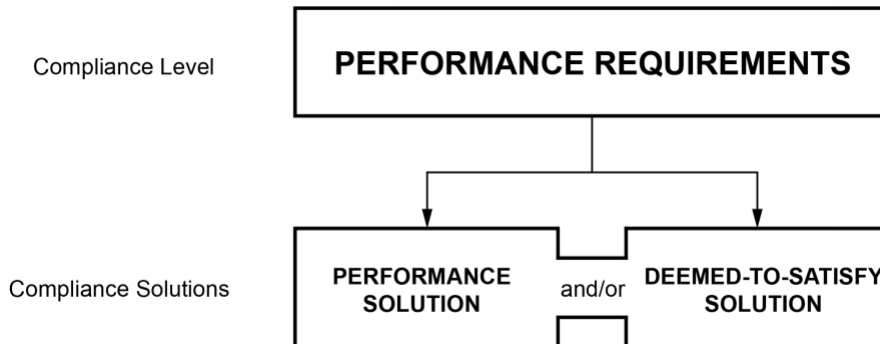 Compliance Level
PERFORMANCE REQUIREMENTS
Compliance Solutions
PERFORMANCE
SOLUTION
and/or
DEEMED-TO-SATISFY
SOLUTION